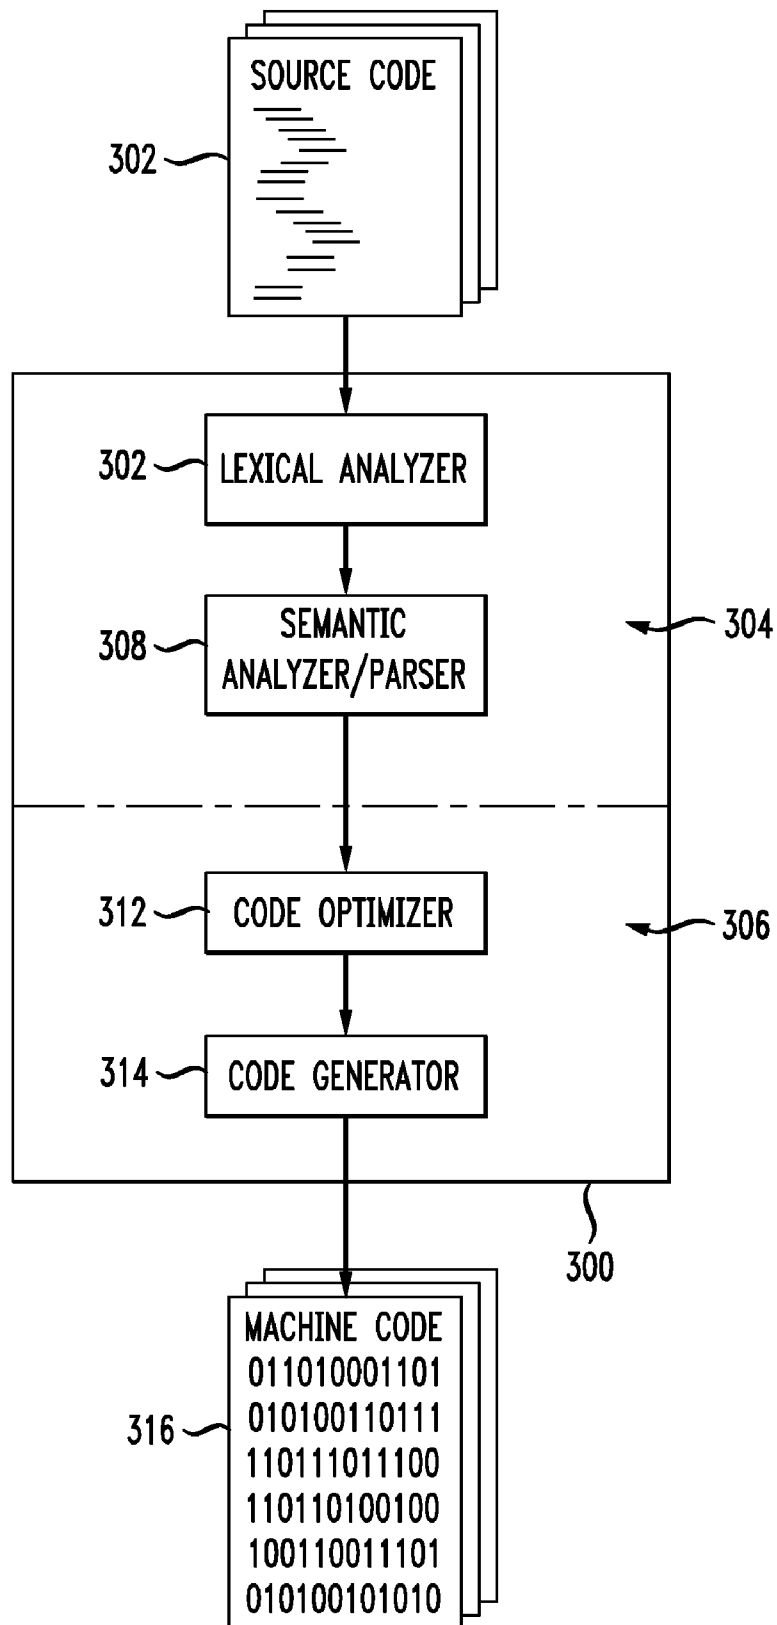 SOURCE CODE
302
302
LEXICAL ANALYZER
308
SEMANTIC
ANALYZER/PARSER
304
312
CODE OPTIMIZER
306
314
CODE GENERATOR
300
316
MACHINE CODE
011010001101
010100110111
110111011100
110110100100
100110011101
010100101010